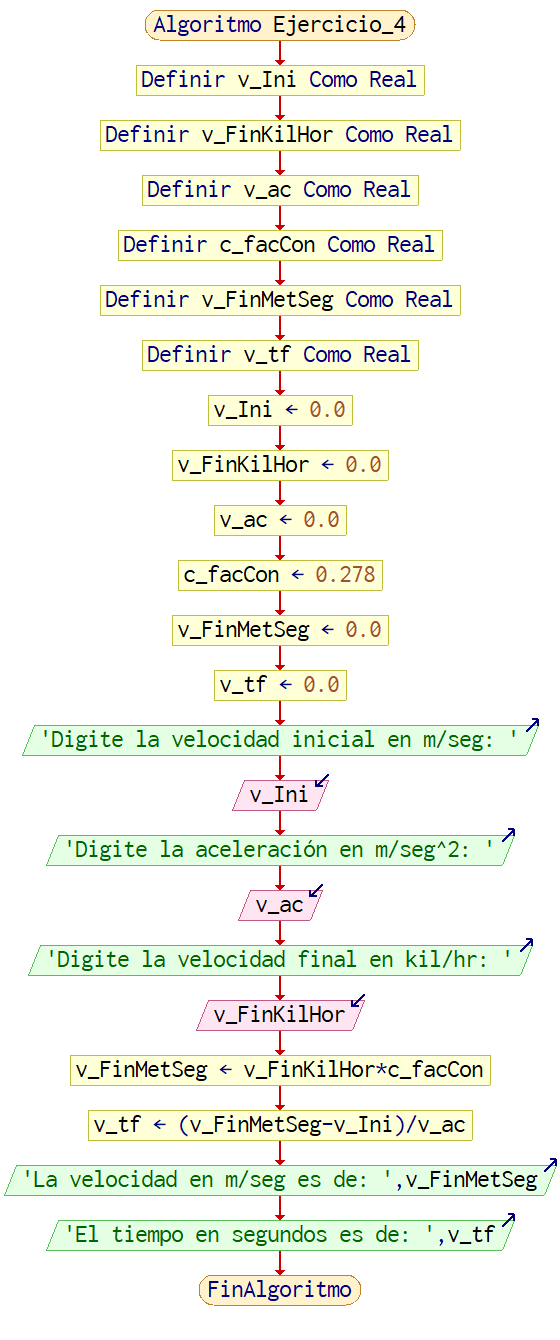 Algoritmo Ejercicio_4
Definir v_Ini Como Real
Definir v_FinKilHor Como Real
Definir v_ac Como Real
Definir c_facCon Como Real
Definir v_FinMetSeg Como Real
Definir v_tf Como Real
v_Ini ← 0.0
v_FinKilHor ← 0.0
v_ac ← 0.0
c_facCon ← 0.278
v_FinMetSeg ← 0.0
v_tf ← 0.0
'Digite la velocidad inicial en m/seg: '
v_Ini
'Digite la aceleración en m/seg^2: '
v_ac
'Digite la velocidad final en kil/hr: '
v_FinKilHor
v_FinMetSeg ← v_FinKilHor*c_facCon
v_tf ← (v_FinMetSeg-v_Ini)/v_ac
'La velocidad en m/seg es de: ',v_FinMetSeg
'El tiempo en segundos es de: ',v_tf
FinAlgoritmo